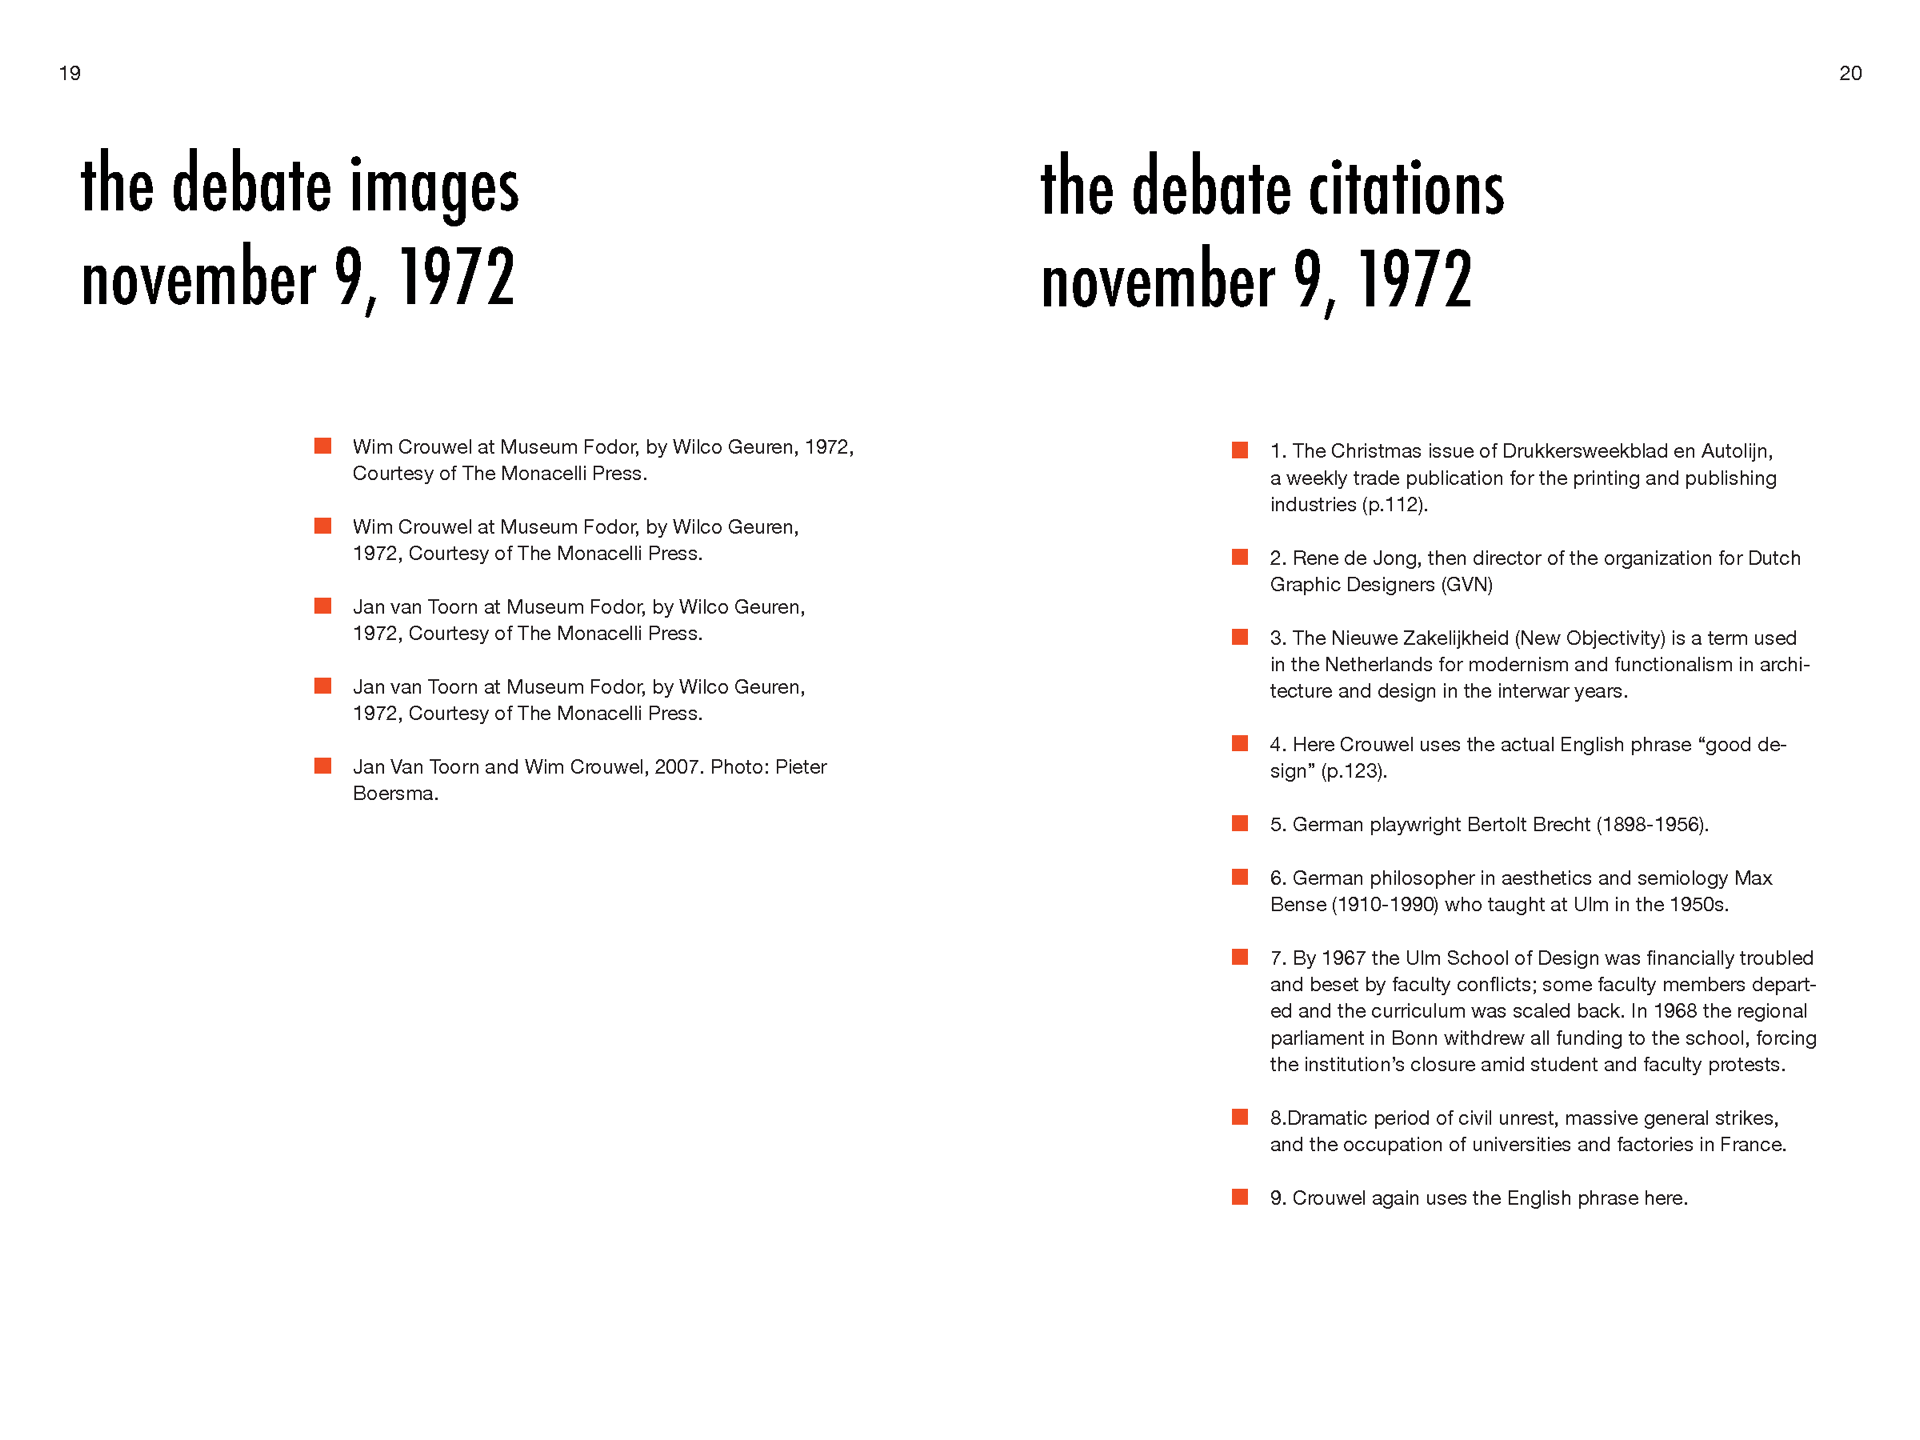 19
the debate images
november 9, 1972
Wim Crouwel at Museum Fodor, by Wilco Geuren, 1972,
Courtesy of The Monacelli Press.
Wim Crouwel at Museum Fodor, by Wilco Geuren,
1972, Courtesy of The Monacelli Press.
Jan van Toorn at Museum Fodor, by Wilco Geuren,
1972, Courtesy of The Monacelli Press.
Jan van Toorn at Museum Fodor, by Wilco Geuren,
1972, Courtesy of The Monacelli Press.
Jan Van Toorn and Wim Crouwel, 2007. Photo: Pieter
Boersma.
20
the debate citations
november 9, 1972
1. The Christmas issue of Drukkersweekblad en Autolijn,
a weekly trade publication for the printing and publishing
industries (p.112).
2. Rene de Jong, then director of the organization for Dutch
Graphic Designers (GVN)
3. The Nieuwe Zakelijkheid (New Objectivity) is a term used
in the Netherlands for modernism and functionalism in archi-
tecture and design in the interwar years.
4. Here Crouwel uses the actual English phrase “good de-
sign” (p.123).
5. German playwright Bertolt Brecht (1898-1956).
6. German philosopher in aesthetics and semiology Max
Bense (1910-1990) who taught at Ulm in the 1950s.
7. By 1967 the Ulm School of Design was financially troubled
and beset by faculty conflicts; some faculty members depart-
ed and the curriculum was scaled back. In 1968 the regional
parliament in Bonn withdrew all funding to the school, forcing
the institution’s closure amid student and faculty protests.
8.Dramatic period of civil unrest, massive general strikes,
and the occupation of universities and factories in France.
9. Crouwel again uses the English phrase here.